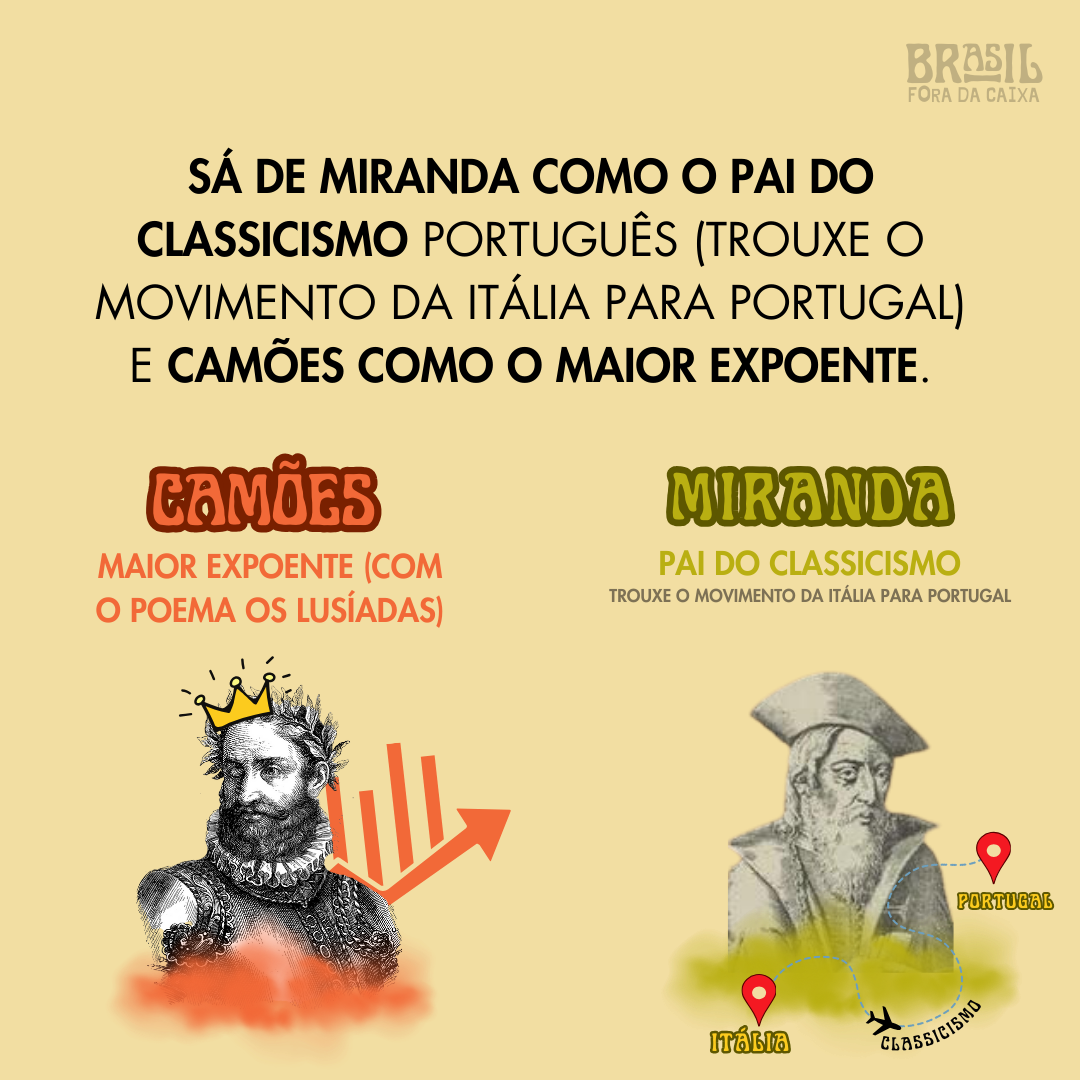 BRASIL
FORA DA CAIXA
SÁ DE MIRANDA COMO O PAI DO
CLASSICISMO PORTUGUÊS (TROUXE O
MOVIMENTO DA ITÁLIA PARA PORTUGAL)
E CAMÕES COMO O MAIOR EXPOENTE.
CAMÕES
MAIOR EXPOENTE (COM
O POEMA OS LUSÍADAS)
MIRANDA
PAI DO CLASSICISMO
TROUXE O MOVIMENTO DA ITÁLIA PARA PORTUGAL
PORTUGAL
ITÁLIA
CLASSICISMO